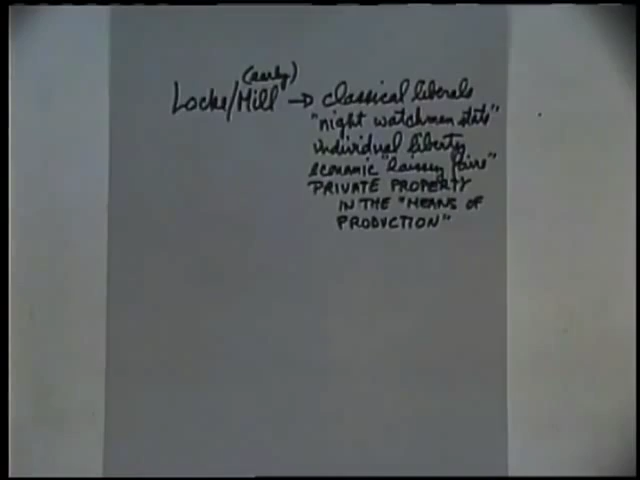 (early)
Locke/Mill → classical liberals
"night watchmen state"
individual liberty
economic "laissez faire"
PRIVATE PROPERTY
IN THE "MEANS OF
PRODUCTION"